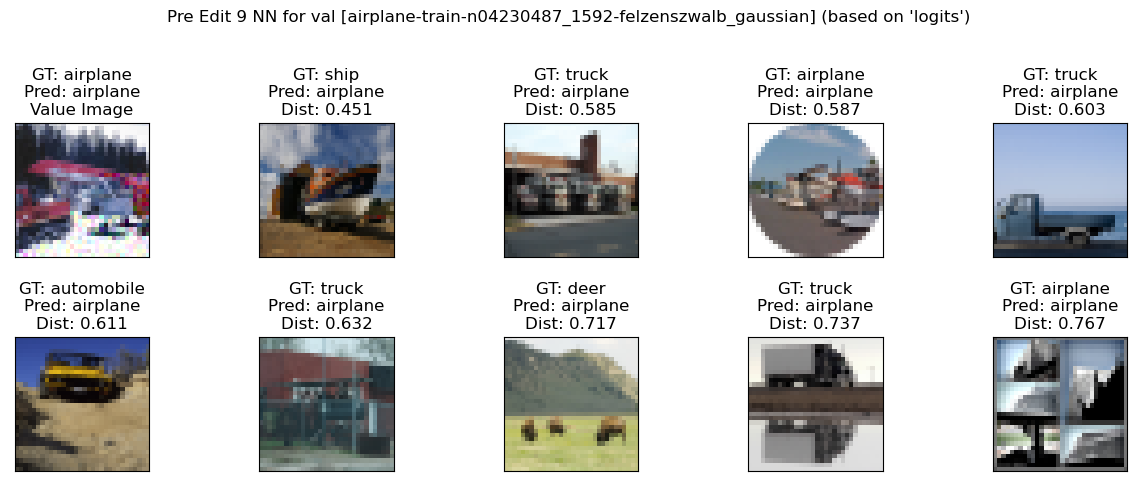 Pre Edit 9 NN for val [airplane-train-n04230487_1592-felzenszwalb_gaussian] (based on 'logits')
GT: airplane
Pred: airplane
Value Image
GT: ship
Pred: airplane
Dist: 0.451
GT: truck
Pred: airplane
Dist: 0.585
GT: airplane
Pred: airplane
Dist: 0.587
GT: truck
Pred: airplane
Dist: 0.603
GT: automobile
Pred: airplane
Dist: 0.611
GT: truck
Pred: airplane
Dist: 0.632
GT: deer
Pred: airplane
Dist: 0.717
GT: truck
Pred: airplane
Dist: 0.737
GT: airplane
Pred: airplane
Dist: 0.767